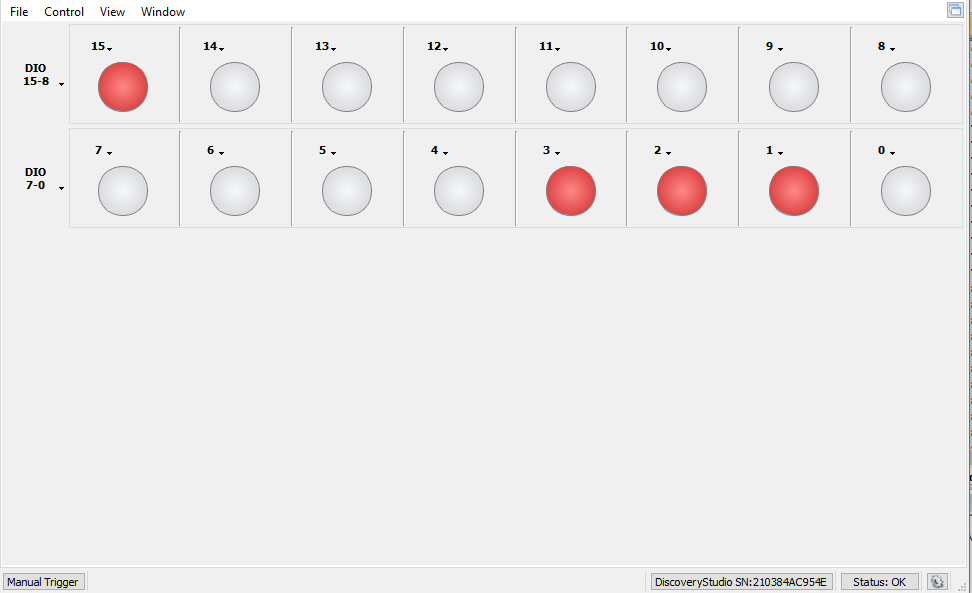 File Control View Window
15 14 13 12 11 10 9 8
DIO
15-8
7 6 5 4 3 2 1 0
DIO
7-0
Manual Trigger DiscoveryStudio SN:210384AC954E Status: OK